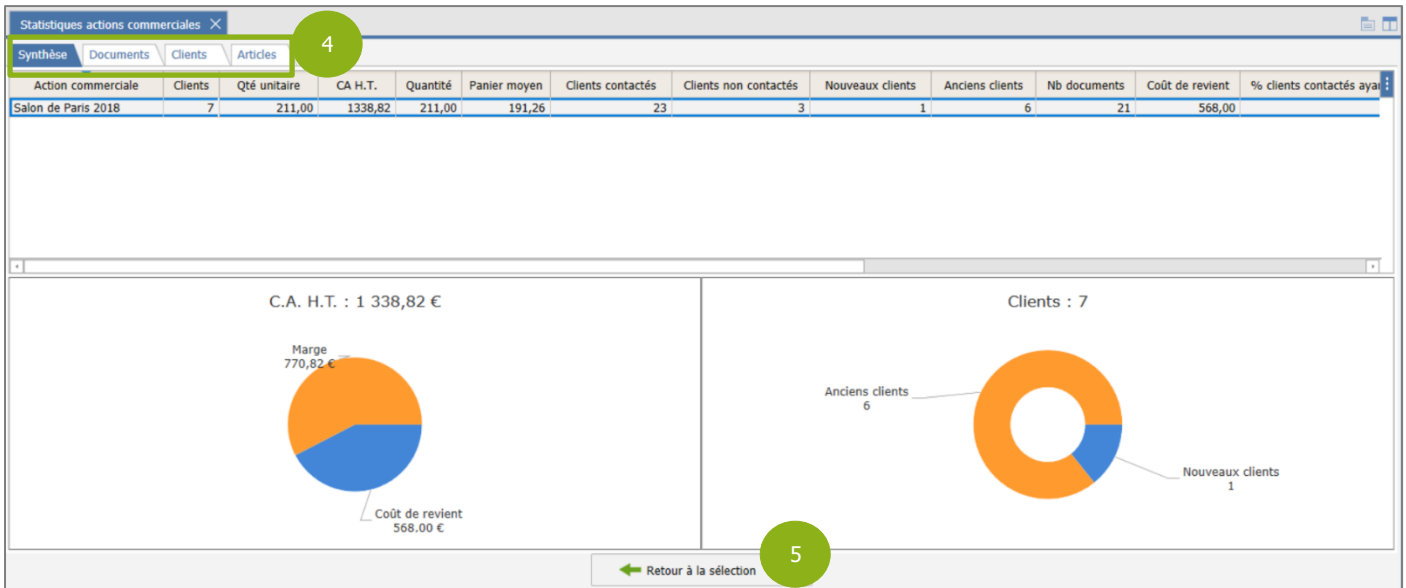 Statistiques actions commerciales
4
Synthèse Documents Clients Articles
Action commerciale Clients Qté unitaire CA H.T. Quantité Panier moyen Clients contactés Clients non contactés Nouveaux clients Anciens clients Nb documents Coût de revient % clients contactés
Salon de Paris 2018 7 211,00 1338,82 211,00 191,26 23 3 1 6 21 568,00
C.A. H.T. : 1 338,82 €
Marge
770,82 €
Coût de revient
568.00 €
Clients : 7
Anciens clients
6
Nouveaux clients
1
5
Retour à la sélection